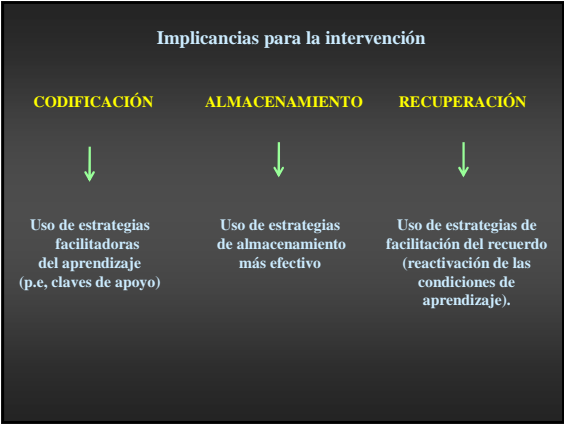 Implicancias para la intervención
CODIFICACIÓN
ALMACENAMIENTO
RECUPERACIÓN
Uso de estrategias
facilitadoras
del aprendizaje
(p.e, claves de apoyo)
Uso de estrategias
de almacenamiento
más efectivo
Uso de estrategias de
facilitación del recuerdo
(reactivación de las
condiciones de
aprendizaje).